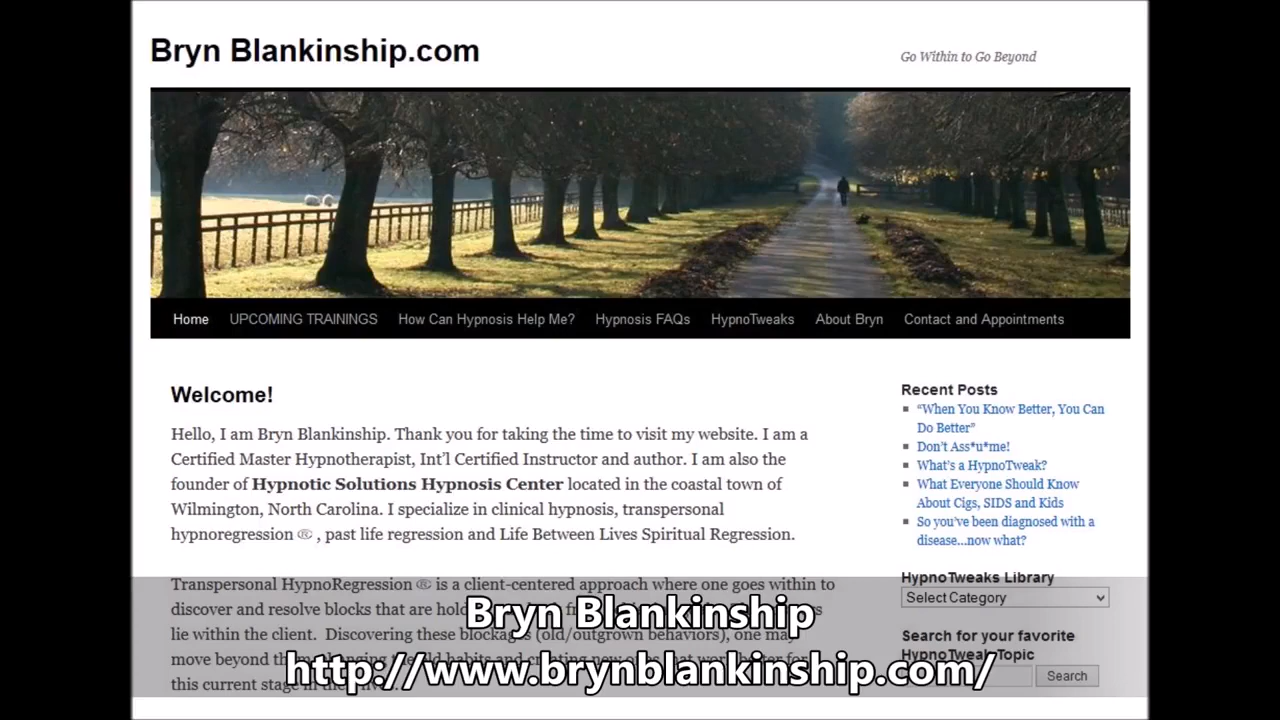 Bryn Blankinship.com
Go Within to Go Beyond
Home UPCOMING TRAININGS How Can Hypnosis Help Me? Hypnosis FAQs HypnoTweaks About Bryn Contact and Appointments
Welcome!
Hello, I am Bryn Blankinship. Thank you for taking the time to visit my website. I am a
Certified Master Hypnotherapist, Int'l Certified Instructor and author. I am also the
founder of Hypnotic Solutions Hypnosis Center located in the coastal town of
Wilmington, North Carolina. I specialize in clinical hypnosis, transpersonal
hypnoregression ® , past life regression and Life Between Lives Spiritual Regression.
Transpersonal HypnoRegression ® is a client-centered approach where one goes within to
discover and resolve blocks that are
lie within the client. Discovering these blockages (old/outgrown behaviors), one may
move beyond
this current stage in
Recent Posts
“When You Know Better, You Can
Do Better”
Don't Ass*u*me!
What's a HypnoTweak?
What Everyone Should Know
About Cigs, SIDS and Kids
So you've been diagnosed with a
disease...now what?
HypnoTweaks Library
Select Category
Search for your favorite
HypnoTweak Topic
Search
Bryn Blankinship
http://www.brynblankinship.com/